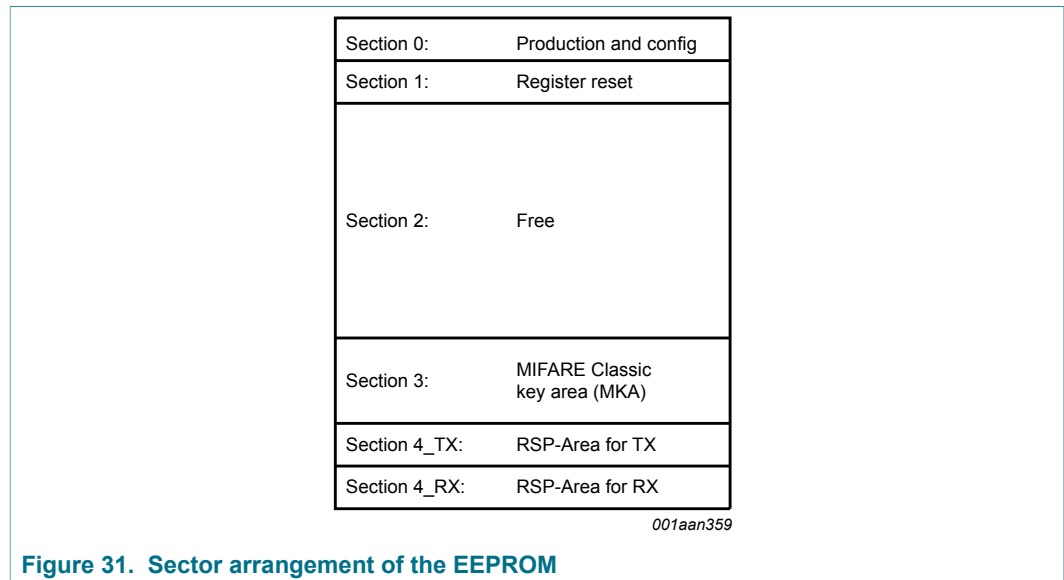 Section 0: Production and config
Section 1: Register reset
Section 2: Free
Section 3: MIFARE Classic
key area (MKA)
Section 4_TX: RSP-Area for TX
Section 4_RX: RSP-Area for RX
001aan359
Figure 31. Sector arrangement of the EEPROM